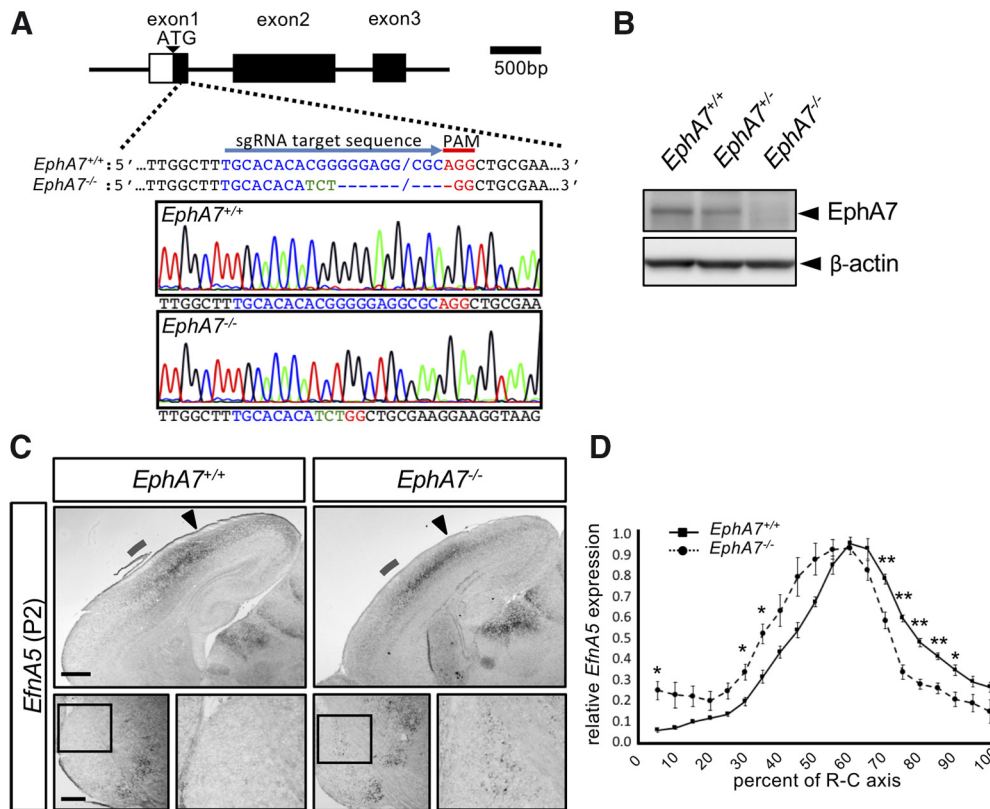 A
exon1
ATG
exon2
exon3
500bp
sgRNA target sequence
PAM
EphA7+/+:5′…TTGGCTTTGCACACACGGGGGAGG/CGCAGGCTGCGAA…3′
EphA7-/-:5′…TTGGCTTTGCACACATCT------/----GGCTGCGAA…3′
EphA7+/+
TTGGCTTTGCACACACGGGGGAGGCGCAGGCTGCGAA
EphA7-/-
TTGGCTTTGCACACATCTGGCTGCGAAGGAAGGTAAG
B
EphA7+/+
EphA7+/-
EphA7-/-
EphA7
β-actin
C
EphA7+/+
EphA7-/-
EfnA5 (P2)
D
EphA7+/+
EphA7-/-
relative EfnA5 expression
1.0
0.9
0.8
0.7
0.6
0.5
0.4
0.3
0.2
0.1
0.0
*
*
*
**
**
**
**
*
0
10
20
30
40
50
60
70
80
90
100
percent of R-C axis